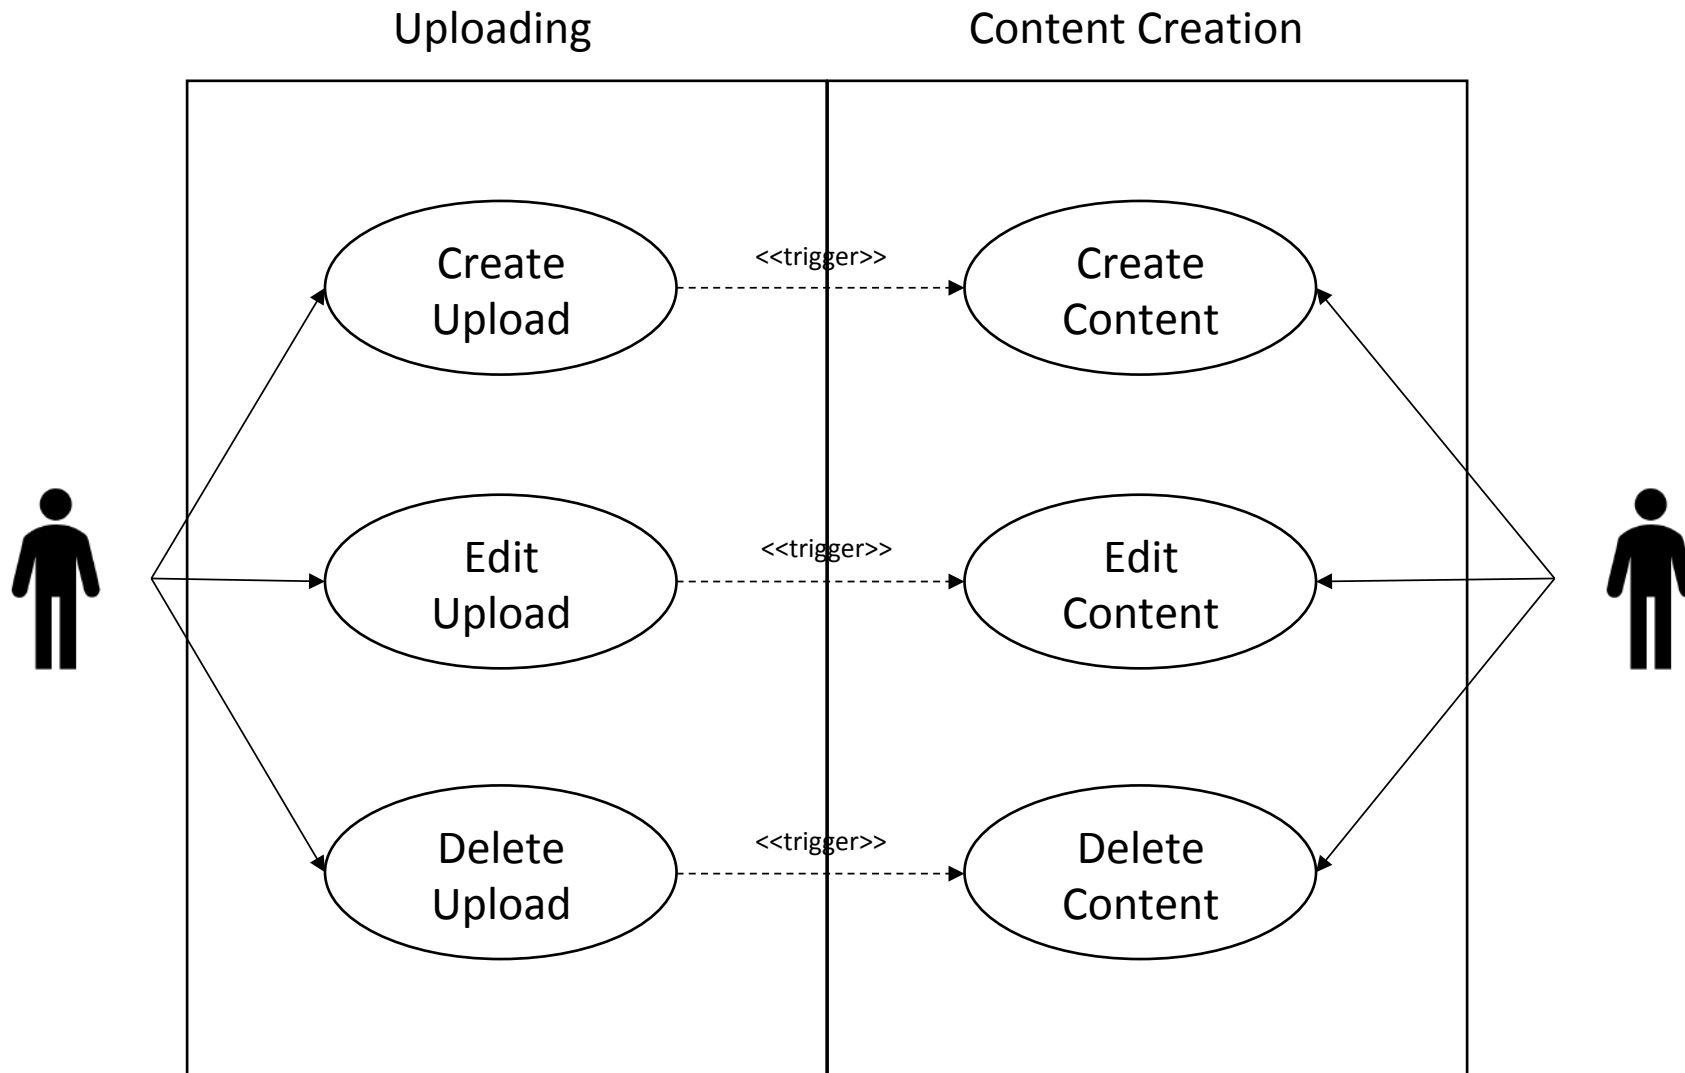 Uploading
Content Creation
Create
Upload
<<trigger>>
Create
Content
Edit
Upload
<<trigger>>
Edit
Content
Delete
Upload
<<trigger>>
Delete
Content